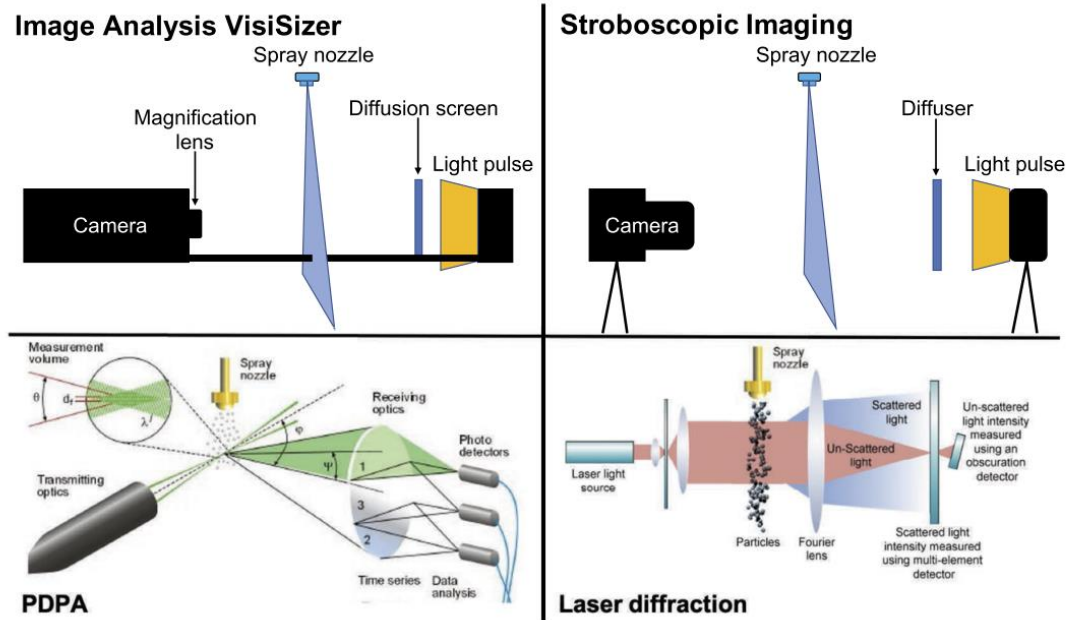 Image Analysis VisiSizer
Spray nozzle
Magnification
lens
Diffusion screen
Light pulse
Camera
Stroboscopic Imaging
Spray nozzle
Diffuser
Light pulse
Camera
Measurement
volume
θ
df
λ
Spray
nozzle
Receiving
optics
φ
Ψ
1
3
2
Photo
detectors
Transmitting
optics
Time series
Data
analysis
PDPA
Spray
nozzle
Scattered
light
Un-Scattered
light
Un-scattered
light intensity
measured
using an
obscuration
detector
Laser light
source
Particles
Fourier
lens
Scattered light
intensity measured
using multi-element
detector
Laser diffraction